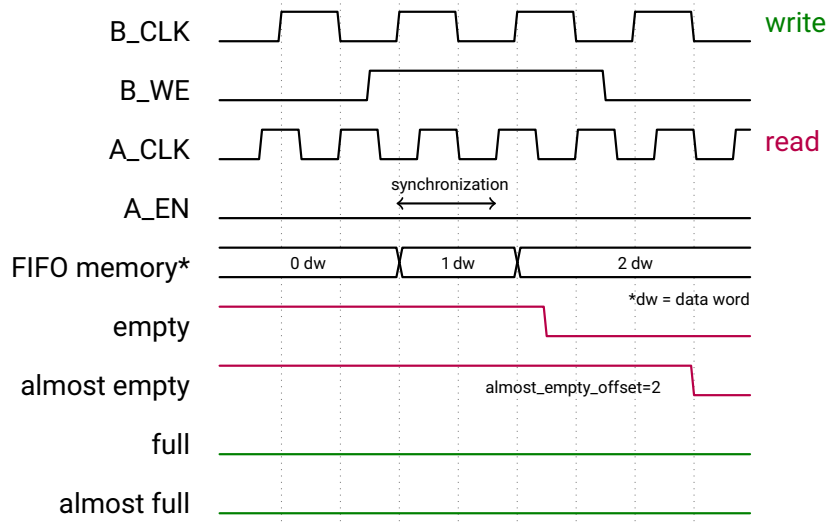 B_CLK
write
B_WE
A_CLK
read
synchronization
A_EN
FIFO memory*
0 dw
1 dw
2 dw
*dw = data word
empty
almost empty
almost_empty_offset=2
full
almost full